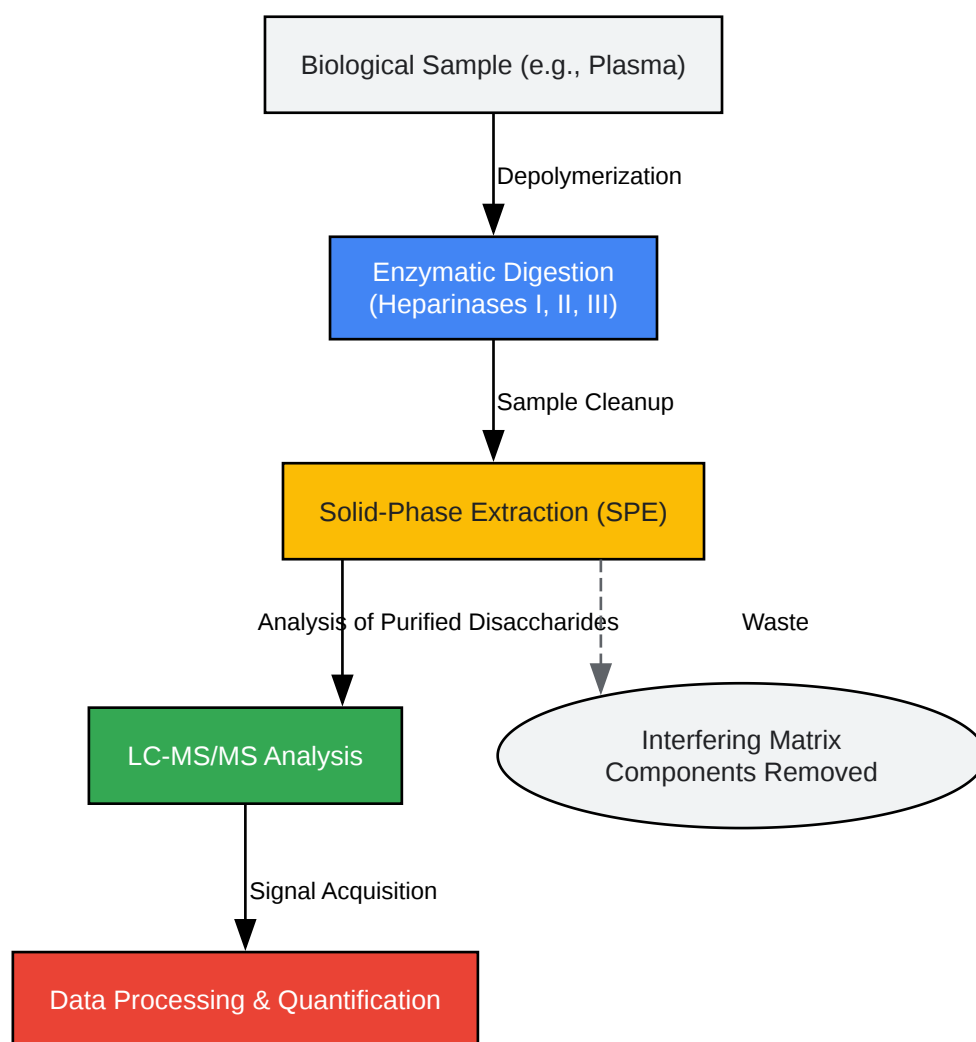 Biological Sample (e.g., Plasma)
Depolymerization
Enzymatic Digestion
(Heparinases I, II, III)
Sample Cleanup
Solid-Phase Extraction (SPE)
Analysis of Purified Disaccharides
Waste
LC-MS/MS Analysis
Interfering Matrix
Components Removed
Signal Acquisition
Data Processing & Quantification